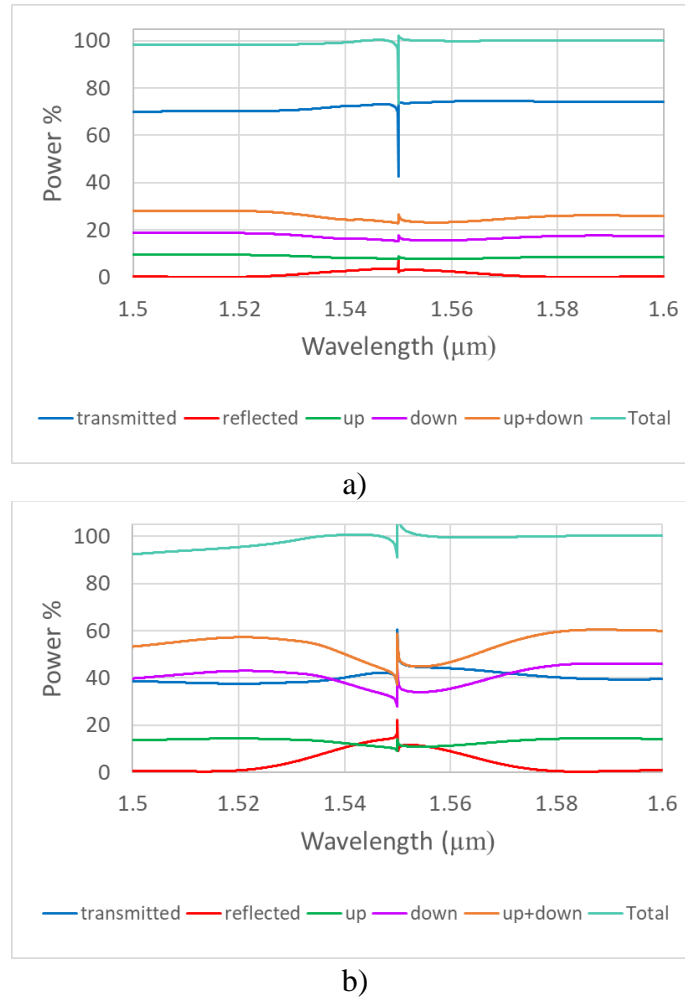 100
80
60
40
20
0
Power %
1.5 1.52 1.54 1.56 1.58 1.6
Wavelength (µm)
transmitted reflected up down up+down Total
a)
100
80
60
40
20
0
Power %
1.5 1.52 1.54 1.56 1.58 1.6
Wavelength (µm)
transmitted reflected up down up+down Total
b)